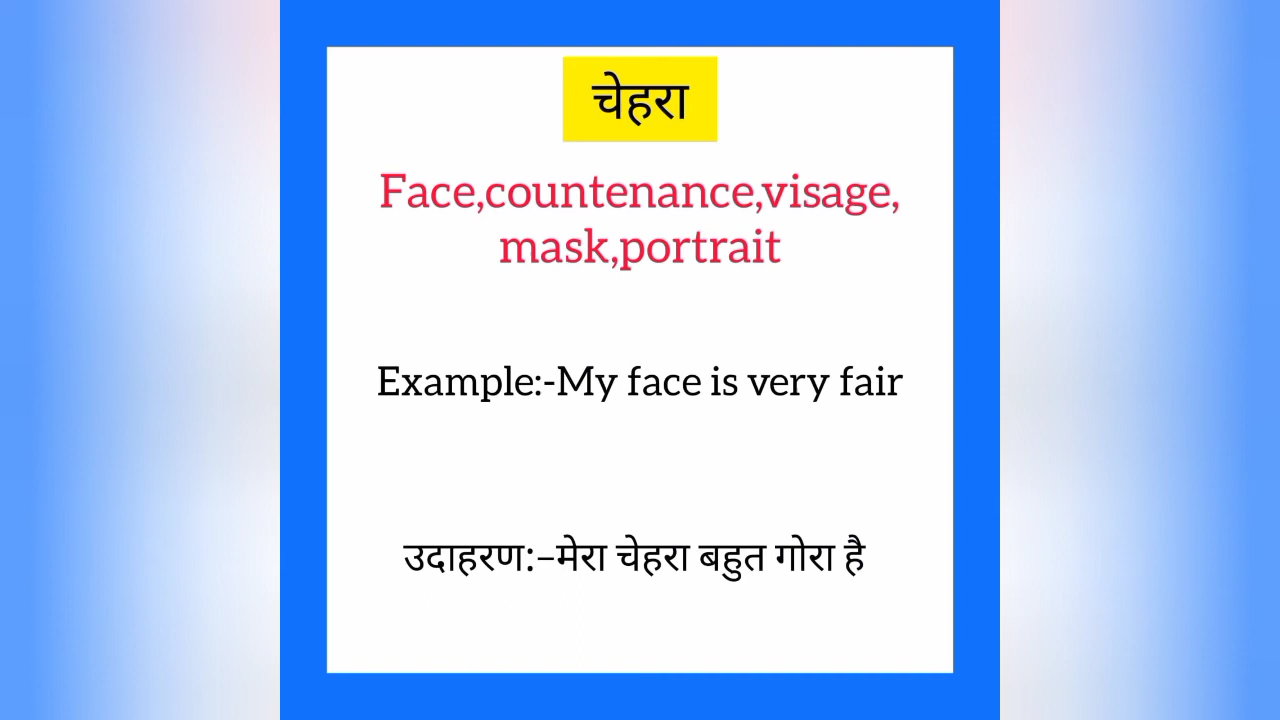 चेहरा
Face,countenance,visage,
mask,portrait
Example:-My face is very fair
उदाहरण:–मेरा चेहरा बहुत गोरा है